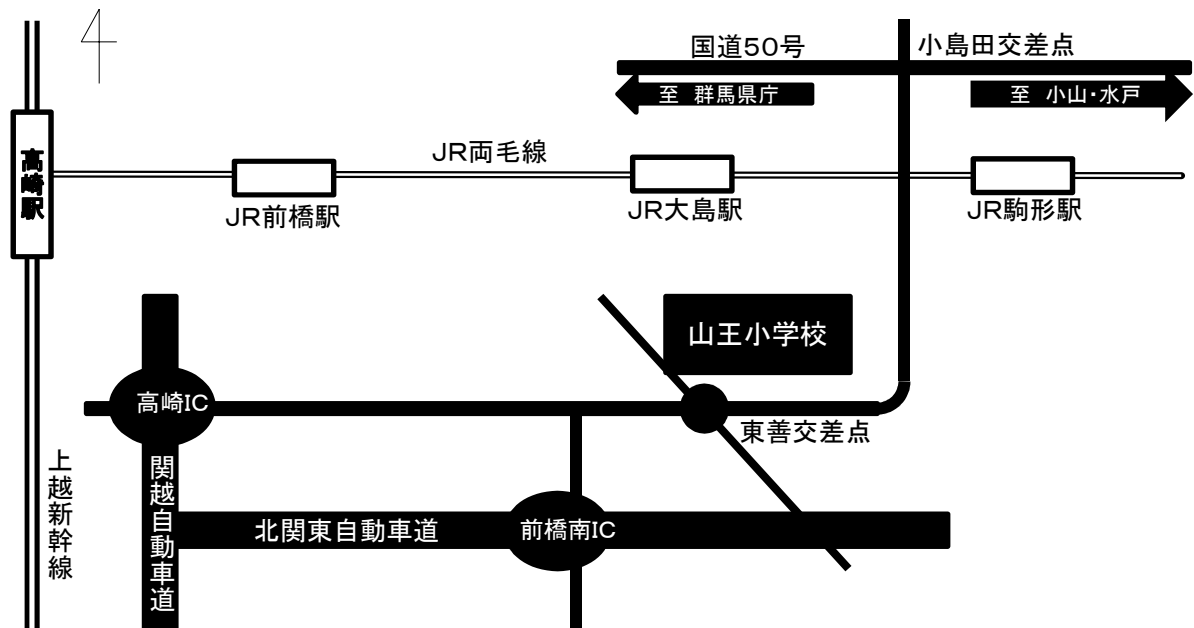 国道50号
小島田交差点
至 群馬県庁
至 小山・水戸
高崎駅
JR両毛線
JR前橋駅
JR大島駅
JR駒形駅
山王小学校
高崎IC
東善交差点
上越新幹線
関越自動車道
北関東自動車道
前橋南IC